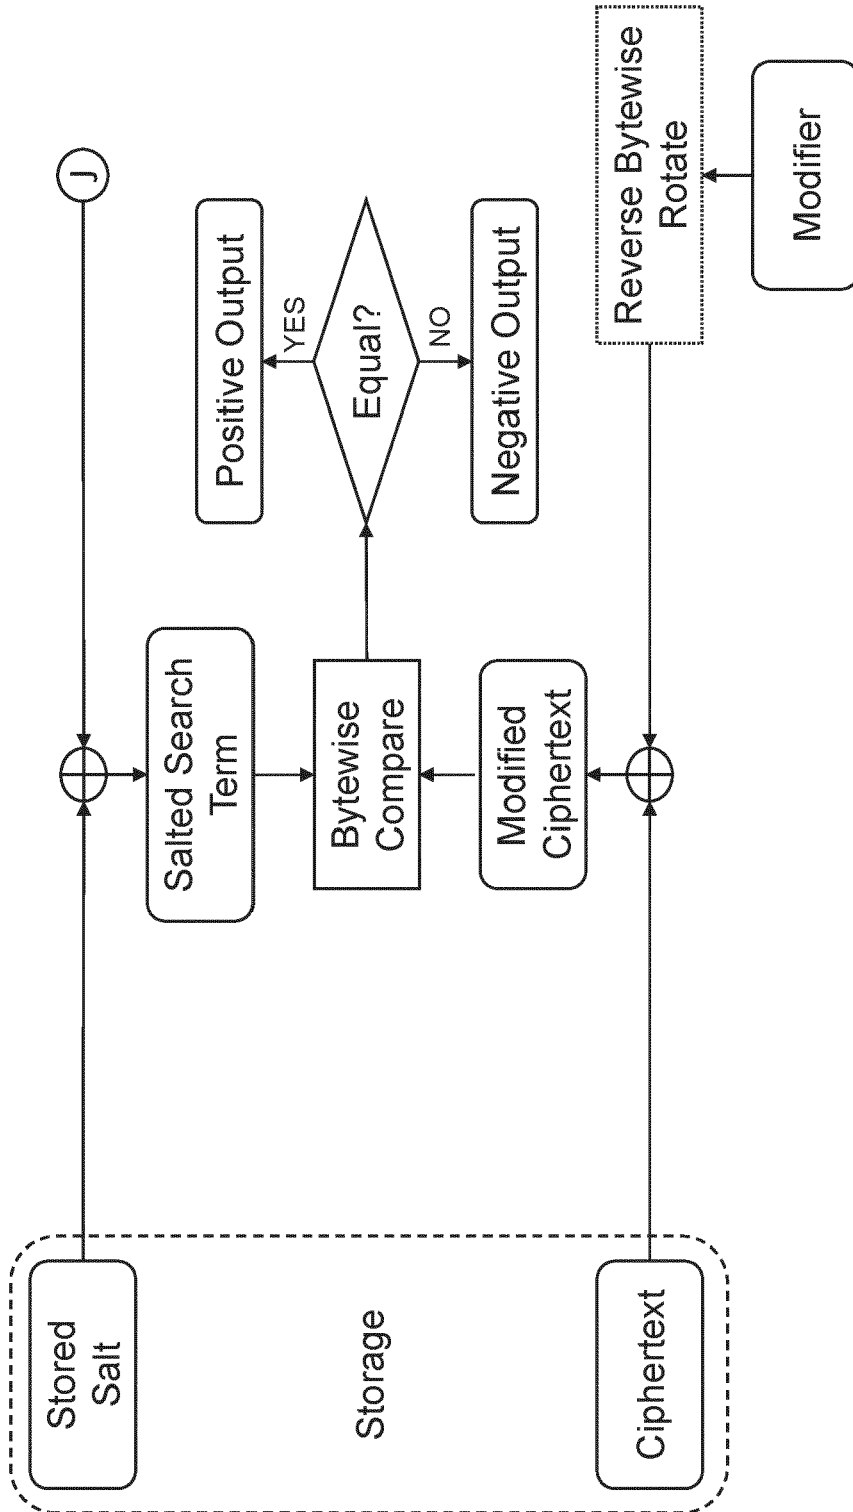 Stored
Salt
Storage
Ciphertext
J
Salted Search
Term
Bytewise
Compare
Modified
Ciphertext
Positive Output
YES
Equal?
NO
Negative Output
Reverse Bytewise
Rotate
Modifier